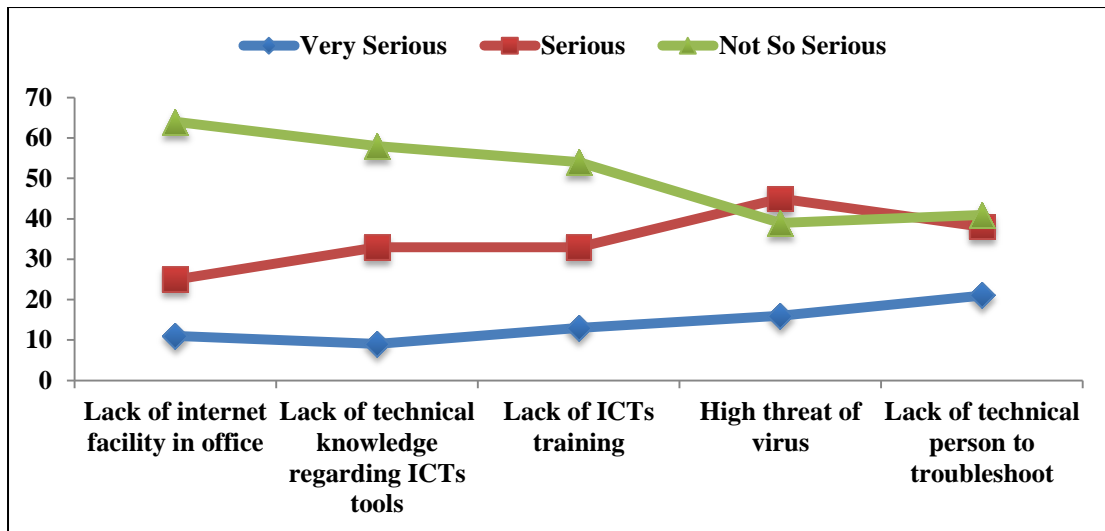 Very Serious Serious Not So Serious
70
60
50
40
30
20
10
0
Lack of internet facility in office
Lack of technical knowledge regarding ICTs tools
Lack of ICTs training
High threat of virus
Lack of technical person to troubleshoot